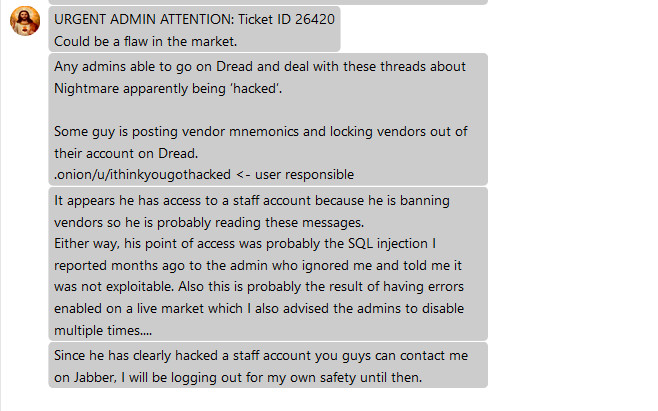 URGENT ADMIN ATTENTION: Ticket ID 26420
Could be a flaw in the market.
Any admins able to go on Dread and deal with these threads about
Nightmare apparently being 'hacked'.
Some guy is posting vendor mnemonics and locking vendors out of
their account on Dread.
.onion/u/ithinkyougothacked <- user responsible
It appears he has access to a staff account because he is banning
vendors so he is probably reading these messages.
Either way, his point of access was probably the SQL injection I
reported months ago to the admin who ignored me and told me it
was not exploitable. Also this is probably the result of having errors
enabled on a live market which I also advised the admins to disable
multiple times....
Since he has clearly hacked a staff account you guys can contact me
on Jabber, I will be logging out for my own safety until then.